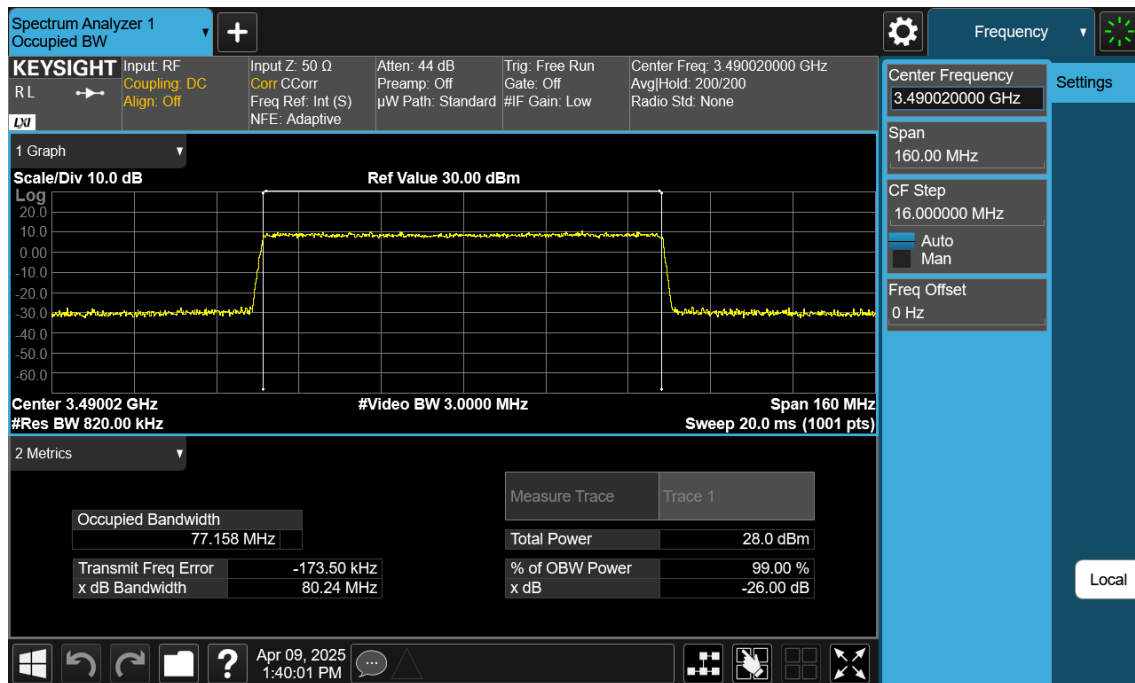 Spectrum Analyzer 1
Occupied BW
+
Frequency
KEYSIGHT
R L
LXI
Input: RF
Coupling: DC
Align: Off
Input Z: 50 Ω
Corr CCorr
Freq Ref: Int (S)
NFE: Adaptive
Atten: 44 dB
Preamp: Off
µW Path: Standard
Trig: Free Run
Gate: Off
#IF Gain: Low
Center Freq: 3.490020000 GHz
Avg|Hold: 200/200
Radio Std: None
1 Graph
Scale/Div 10.0 dB
Ref Value 30.00 dBm
Log
20.0
10.0
0.00
-10.0
-20.0
-30.0
-40.0
-50.0
-60.0
Center 3.49002 GHz
#Video BW 3.0000 MHz
Span 160 MHz
#Res BW 820.00 kHz
Sweep 20.0 ms (1001 pts)
2 Metrics
Measure Trace
Trace 1
Occupied Bandwidth
77.158 MHz
Total Power
28.0 dBm
Transmit Freq Error
-173.50 kHz
% of OBW Power
99.00 %
x dB Bandwidth
80.24 MHz
x dB
-26.00 dB
Center Frequency
3.490020000 GHz
Settings
Span
160.00 MHz
CF Step
16.000000 MHz
Auto
Man
Freq Offset
0 Hz
Local
?
Apr 09, 2025
1:40:01 PM